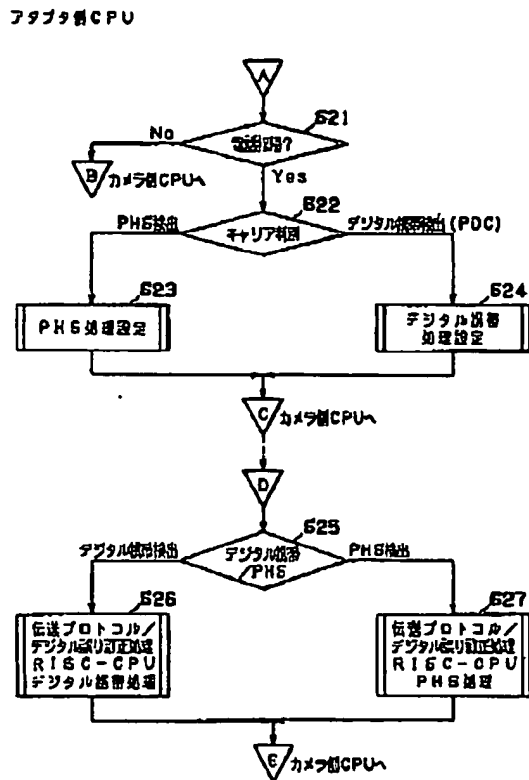 アダプタ側CPU
A
S21
電話回線?
No
Yes
B カメラ側CPUへ
S22
キャリア判別
PHS検出
デジタル携帯検出(PDC)
S23
PHS処理設定
S24
デジタル携帯
処理設定
C カメラ側CPUへ
D
S25
デジタル携帯
/PHS
デジタル携帯検出
PHS検出
S26
伝送プロトコル/
デジタル誤り訂正処理
RISC-CPU
デジタル携帯処理
S27
伝送プロトコル/
デジタル誤り訂正処理
RISC-CPU
PHS処理
E カメラ側CPUへ